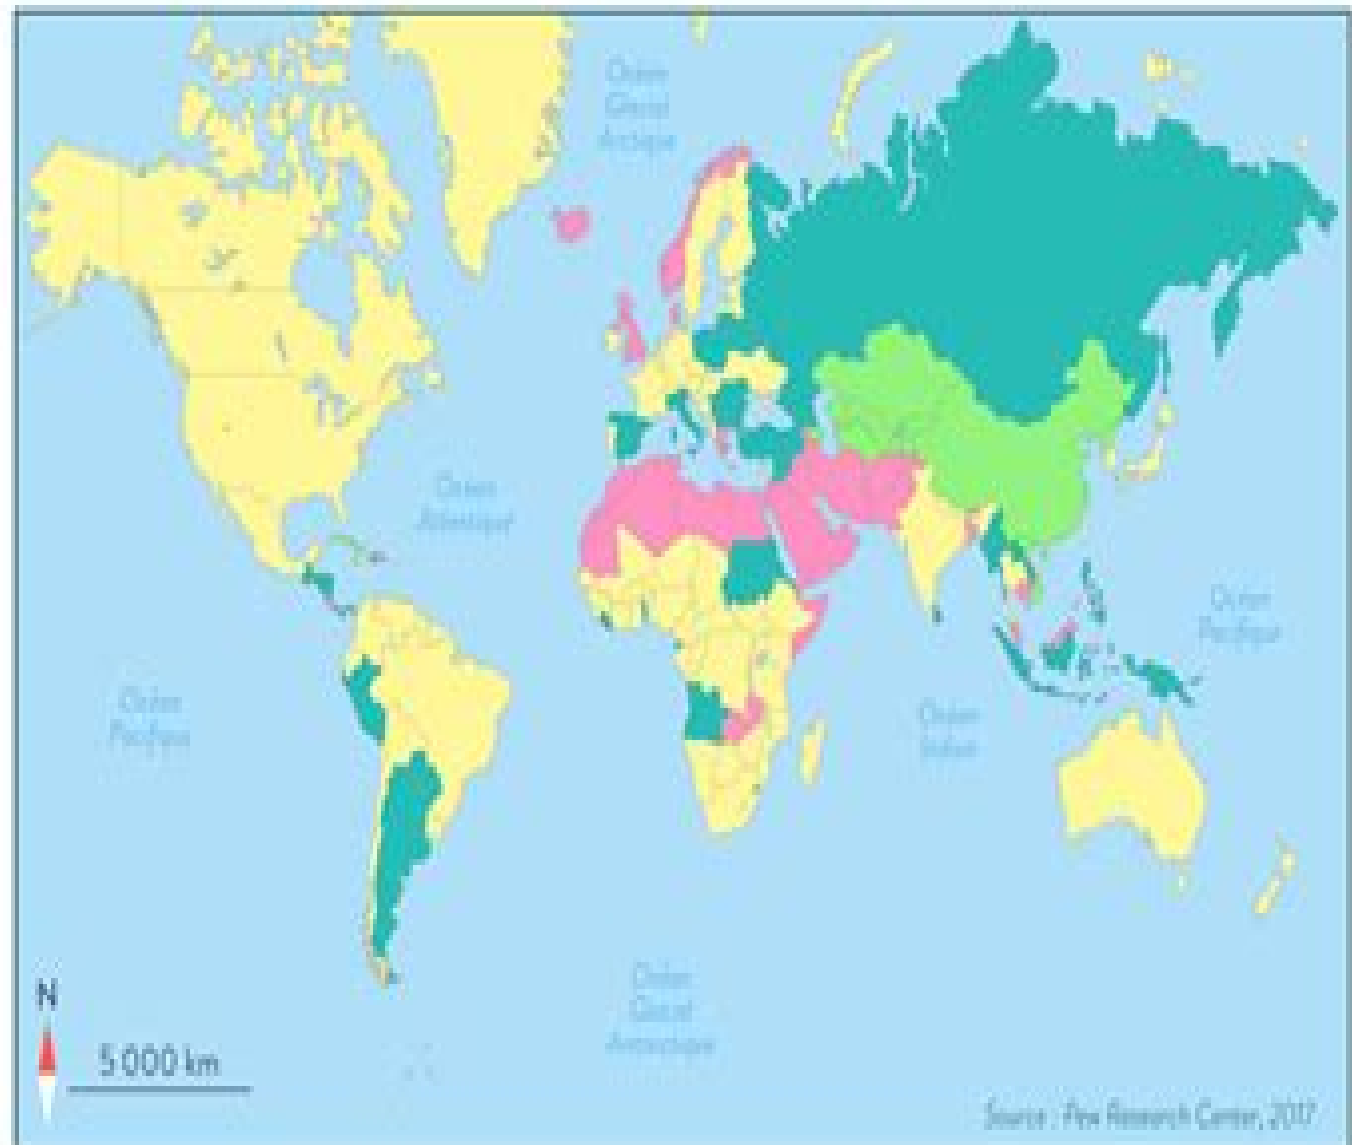 Océan
Glacial
Arctique
Océan
Atlantique
Océan
Pacifique
Océan
Pacifique
Océan
Indien
Océan
Glacial
Antarctique
N
5 000 km
Source : Pew Research Center, 2017